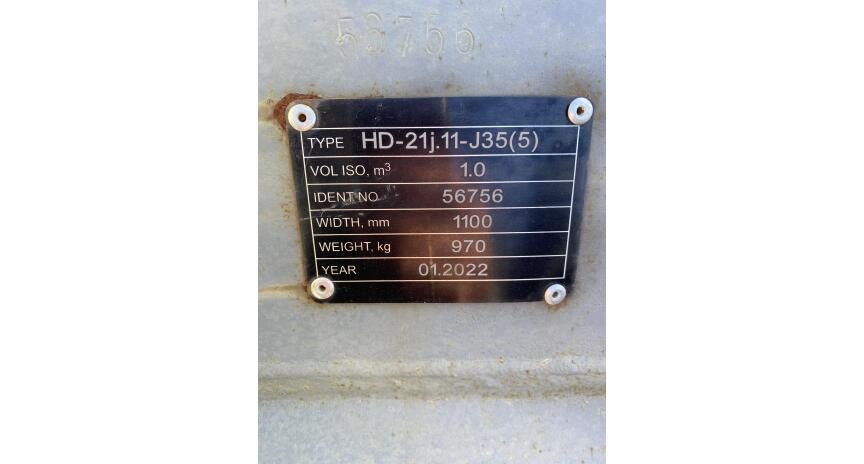 56756
TYPE HD-21j.11-J35(5)
VOL ISO, m³ 1.0
IDENT NO 56756
WIDTH, mm 1100
WEIGHT, kg 970
YEAR 01.2022